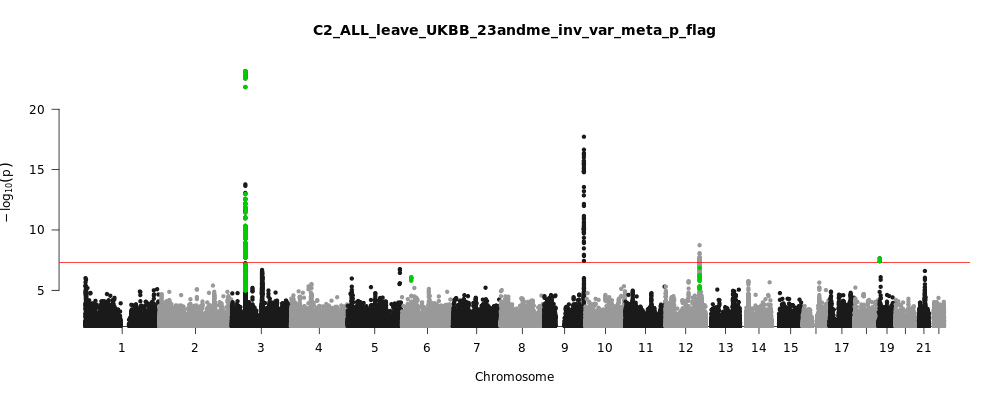 C2_ALL_leave_UKBB_23andme_inv_var_meta_p_flag
20
15
10
5
−log10(p)
1 2 3 4 5 6 7 8 9 10 11 12 13 14 15 17 19 21
Chromosome